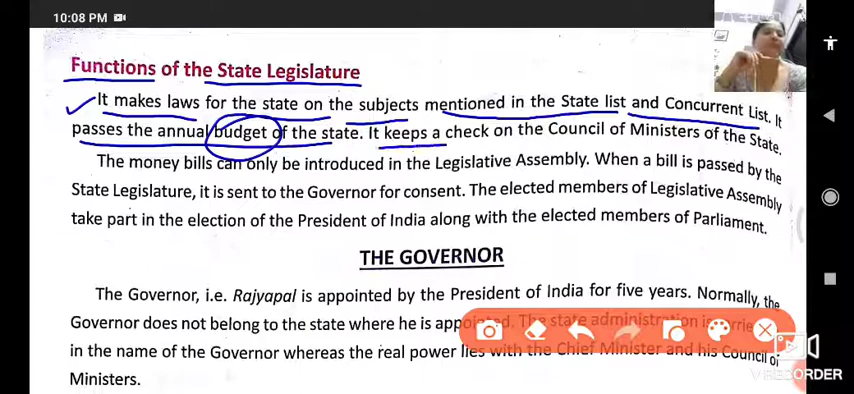 10:08 PM
Functions of the State Legislature
It makes laws for the state on the subjects mentioned in the State list and Concurrent List. It
passes the annual budget of the state. It keeps a check on the Council of Ministers of the State.
The money bills can only be introduced in the Legislative Assembly. When a bill is passed by the
State Legislature, it is sent to the Governor for consent. The elected members of Legislative Assembly
take part in the election of the President of India along with the elected members of Parliament.
THE GOVERNOR
The Governor, i.e. Rajyapal is appointed by the President of India for five years. Normally, the
Governor does not belong to the state where he is appointed. The state administration is carrie
in the name of the Governor whereas the real power lies with the Chief Minister and his Council of
Ministers.
VIRECORDER